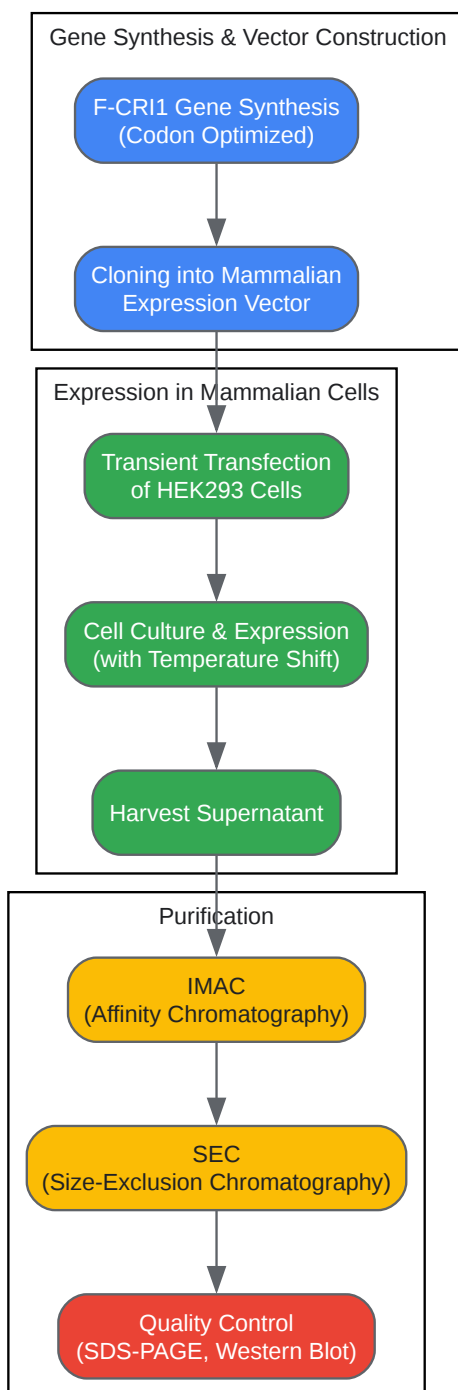 Gene Synthesis & Vector Construction
F-CRI1 Gene Synthesis
(Codon Optimized)
Cloning into Mammalian
Expression Vector
Expression in Mammalian Cells
Transient Transfection
of HEK293 Cells
Cell Culture & Expression
(with Temperature Shift)
Harvest Supernatant
Purification
IMAC
(Affinity Chromatography)
SEC
(Size-Exclusion Chromatography)
Quality Control
(SDS-PAGE, Western Blot)